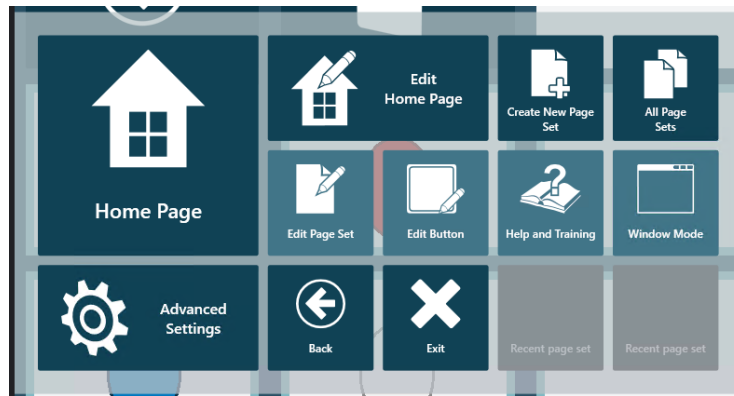 Home Page
Edit
Home Page
Create New Page
Set
All Page
Sets
Edit Page Set
Edit Button
Help and Training
Window Mode
Advanced
Settings
Back
Exit
Recent page set
Recent page set